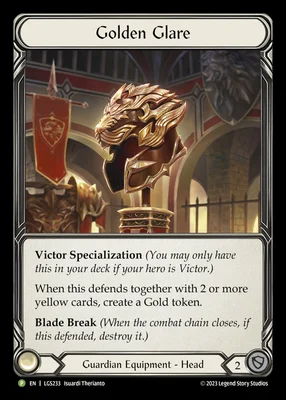 Golden Glare
Victor Specialization (You may only have
this in your deck if your hero is Victor.)
When this defends together with 2 or more
yellow cards, create a Gold token.
Blade Break (When the combat chain closes, if
this defended, destroy it.)
Guardian Equipment - Head
2
P EN | LGS233 Isuardi Therianto
© 2023 Legend Story Studios